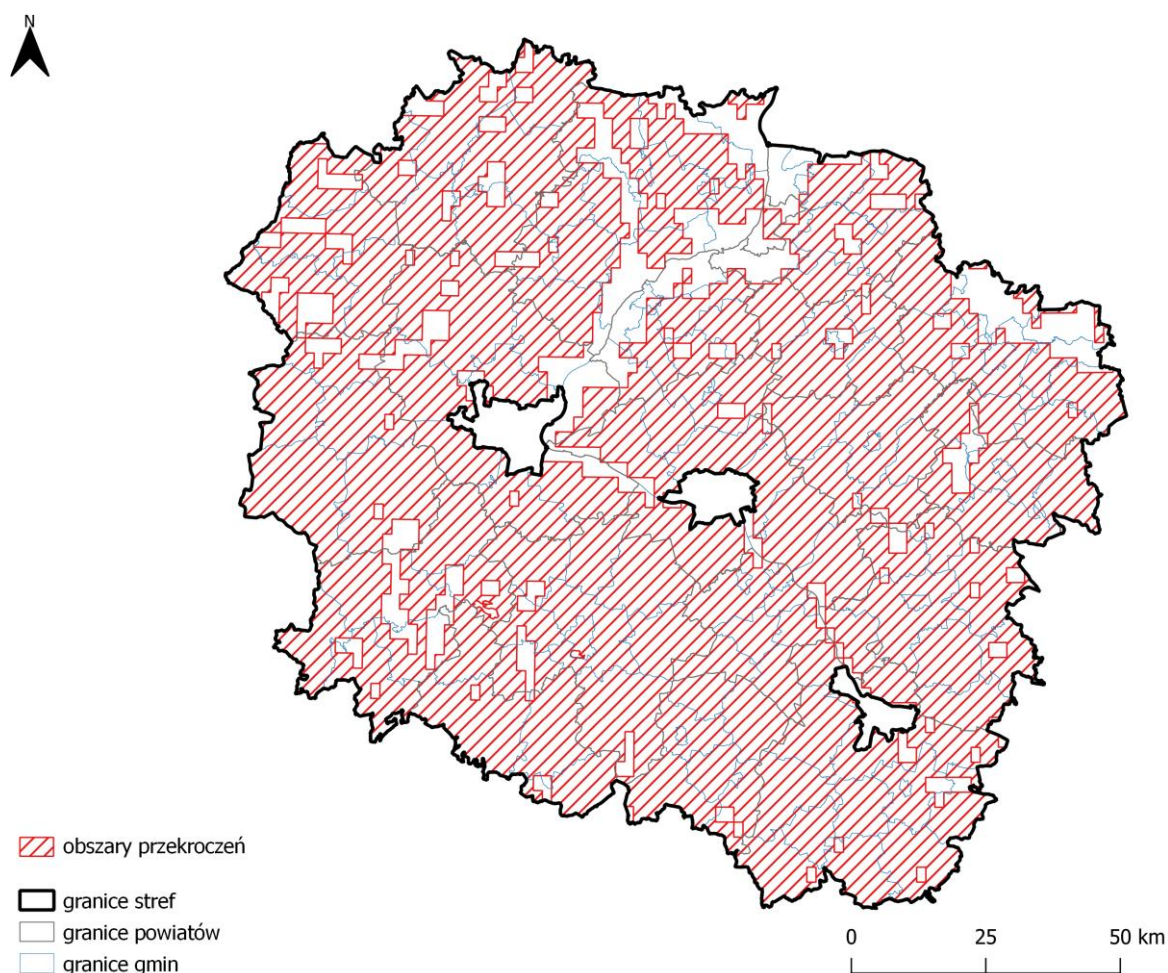 N
obszary przekroczeń
granice stref
granice powiatów
granice gmin
0 25 50 km